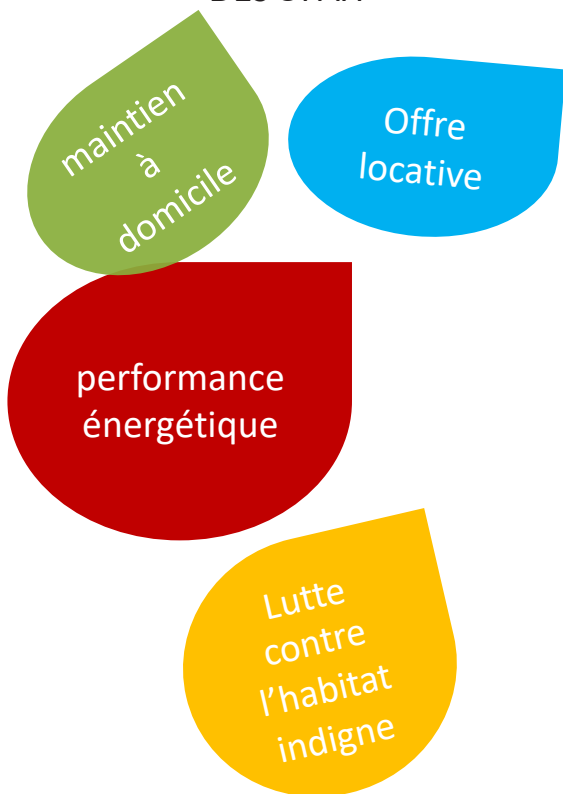 maintien
à
domicile
Offre
locative
performance
énergétique
Lutte
contre
l’habitat
indigne